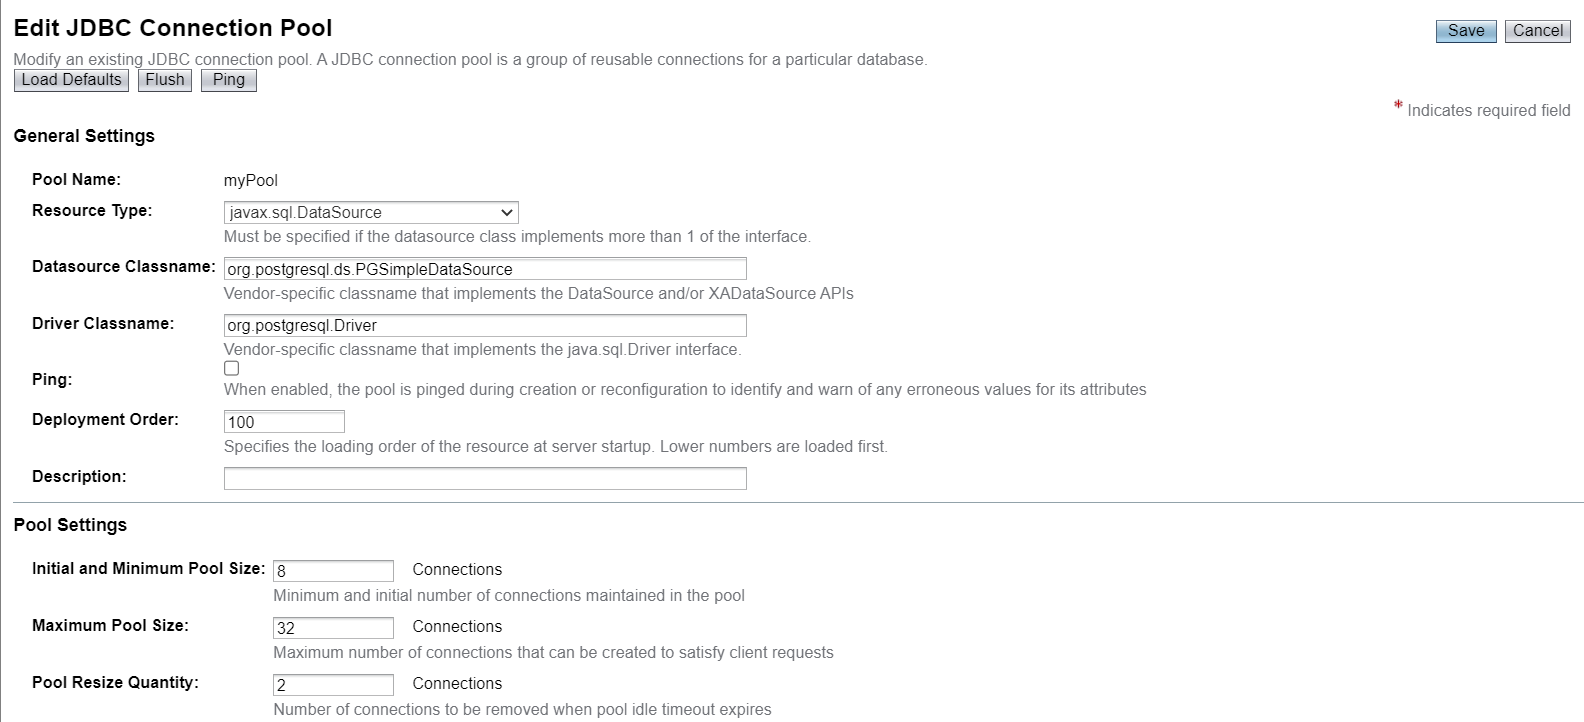 Edit JDBC Connection Pool
Save Cancel
Modify an existing JDBC connection pool. A JDBC connection pool is a group of reusable connections for a particular database.
Load Defaults Flush Ping
* Indicates required field
General Settings
Pool Name: myPool
Resource Type: javax.sql.DataSource
Must be specified if the datasource class implements more than 1 of the interface.
Datasource Classname: org.postgresql.ds.PGSimpleDataSource
Vendor-specific classname that implements the DataSource and/or XADataSource APIs
Driver Classname: org.postgresql.Driver
Vendor-specific classname that implements the java.sql.Driver interface.
Ping:
When enabled, the pool is pinged during creation or reconfiguration to identify and warn of any erroneous values for its attributes
Deployment Order: 100
Specifies the loading order of the resource at server startup. Lower numbers are loaded first.
Description:
Pool Settings
Initial and Minimum Pool Size: 8 Connections
Minimum and initial number of connections maintained in the pool
Maximum Pool Size: 32 Connections
Maximum number of connections that can be created to satisfy client requests
Pool Resize Quantity: 2 Connections
Number of connections to be removed when pool idle timeout expires